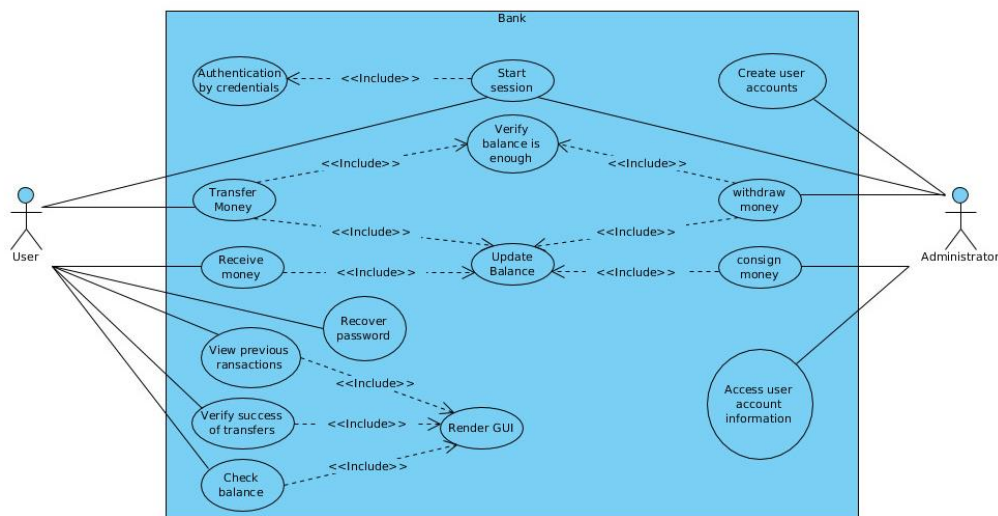 Bank
Authentication
by credentials
<<Include>>
Start
session
Create user
accounts
Verify
balance is
enough
<<Include>>
<<Include>>
Transfer
Money
withdraw
money
<<Include>>
<<Include>>
User
Administrator
Receive
money
<<Include>>
Update
Balance
<<Include>>
consign
money
Recover
password
View previous
ransactions
<<Include>>
Access user
account
information
Verify success
of transfers
<<Include>>
Render GUI
<<Include>>
Check
balance